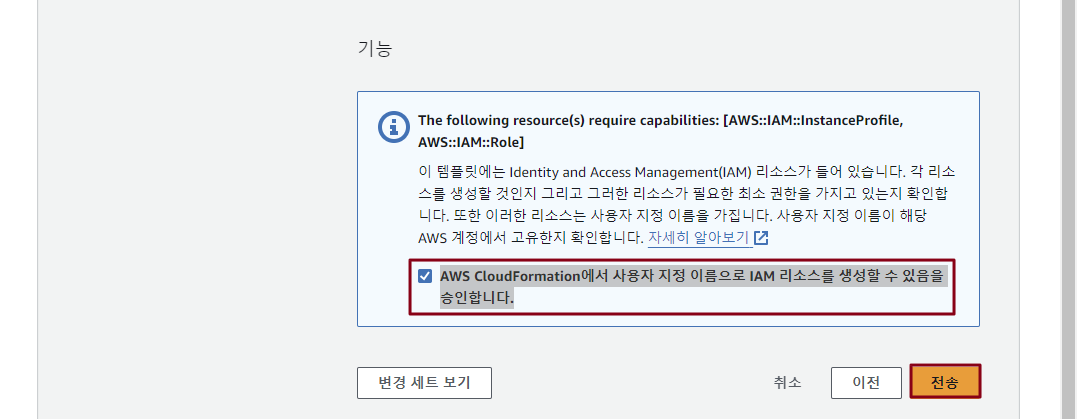 기능
The following resource(s) require capabilities: [AWS::IAM::InstanceProfile,
AWS::IAM::Role]
이 템플릿에는 Identity and Access Management(IAM) 리소스가 들어 있습니다. 각 리소
스를 생성할 것인지 그리고 그러한 리소스가 필요한 최소 권한을 가지고 있는지 확인합
니다. 또한 이러한 리소스는 사용자 지정 이름을 가집니다. 사용자 지정 이름이 해당
AWS 계정에서 고유한지 확인합니다. 자세히 알아보기
AWS CloudFormation에서 사용자 지정 이름으로 IAM 리소스를 생성할 수 있음을
승인합니다.
변경 세트 보기 취소 이전 전송